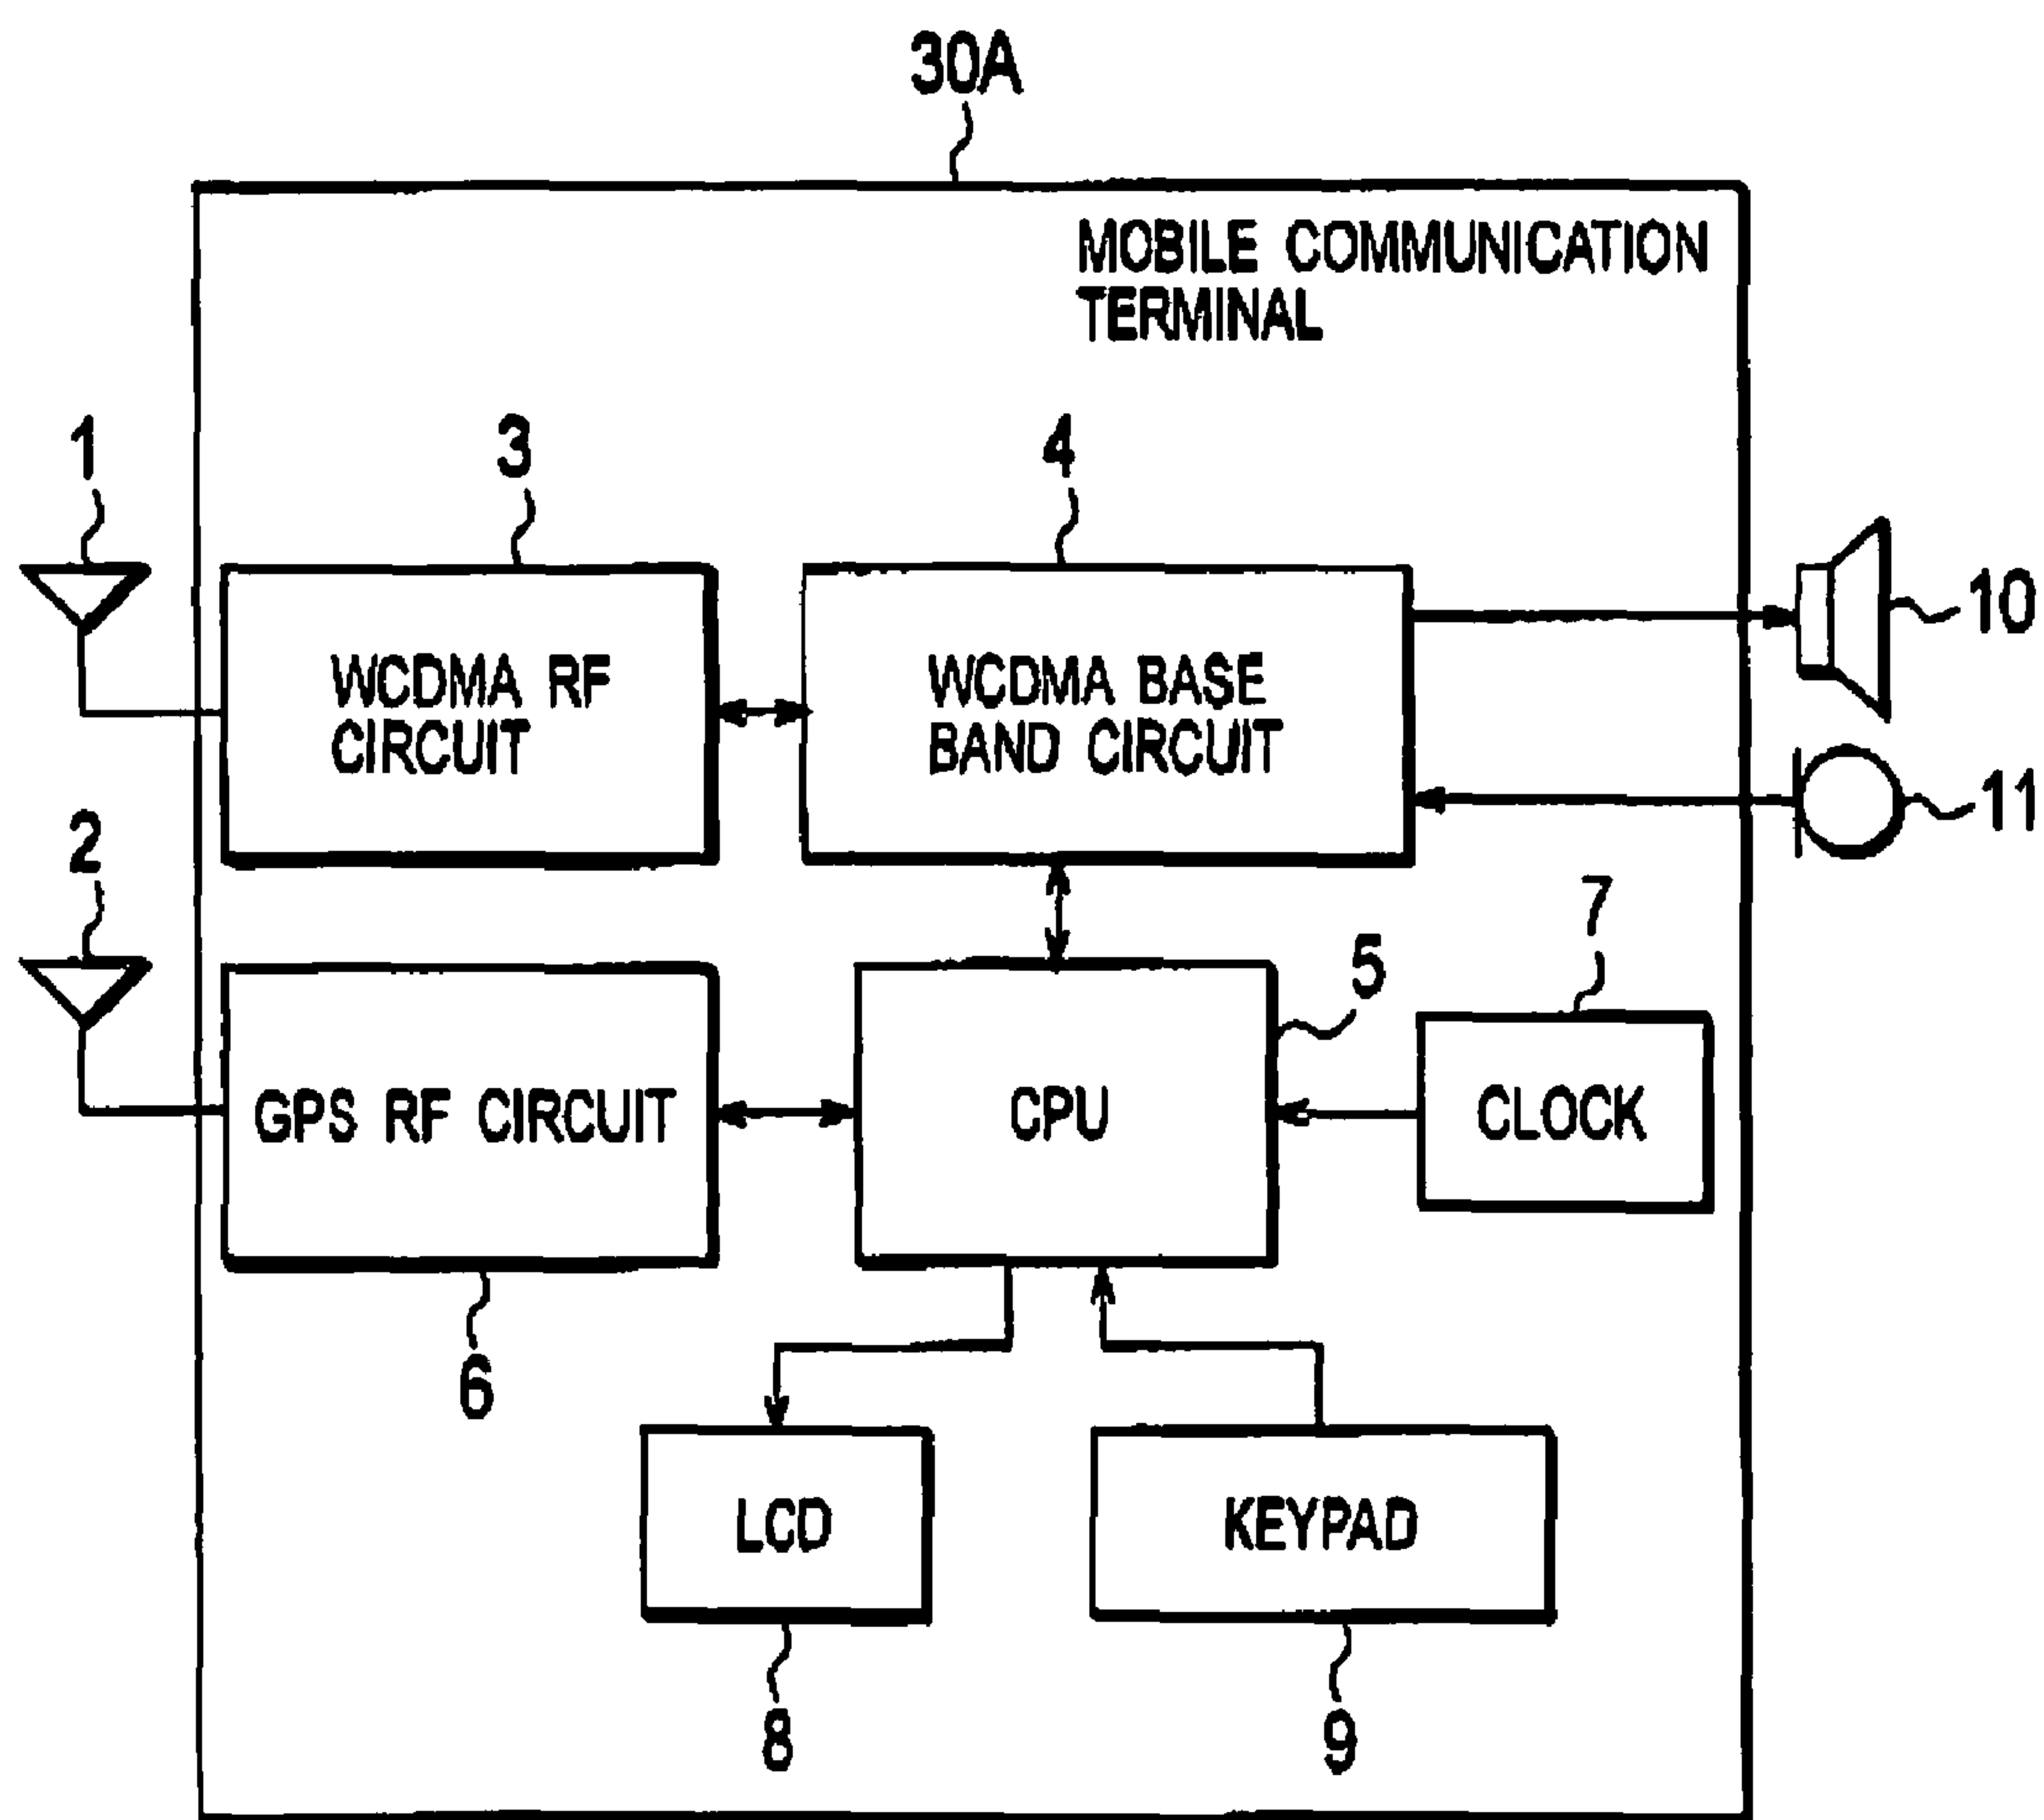 30A
MOBILE COMMUNICATION
TERMINAL
1
3
4
10
WCDMA RF
CIRCUIT
WCDMA BASE
BAND CIRCUIT
11
2
7
5
GPS RF CIRCUIT
CPU
CLOCK
6
LCD
KEYPAD
8
9